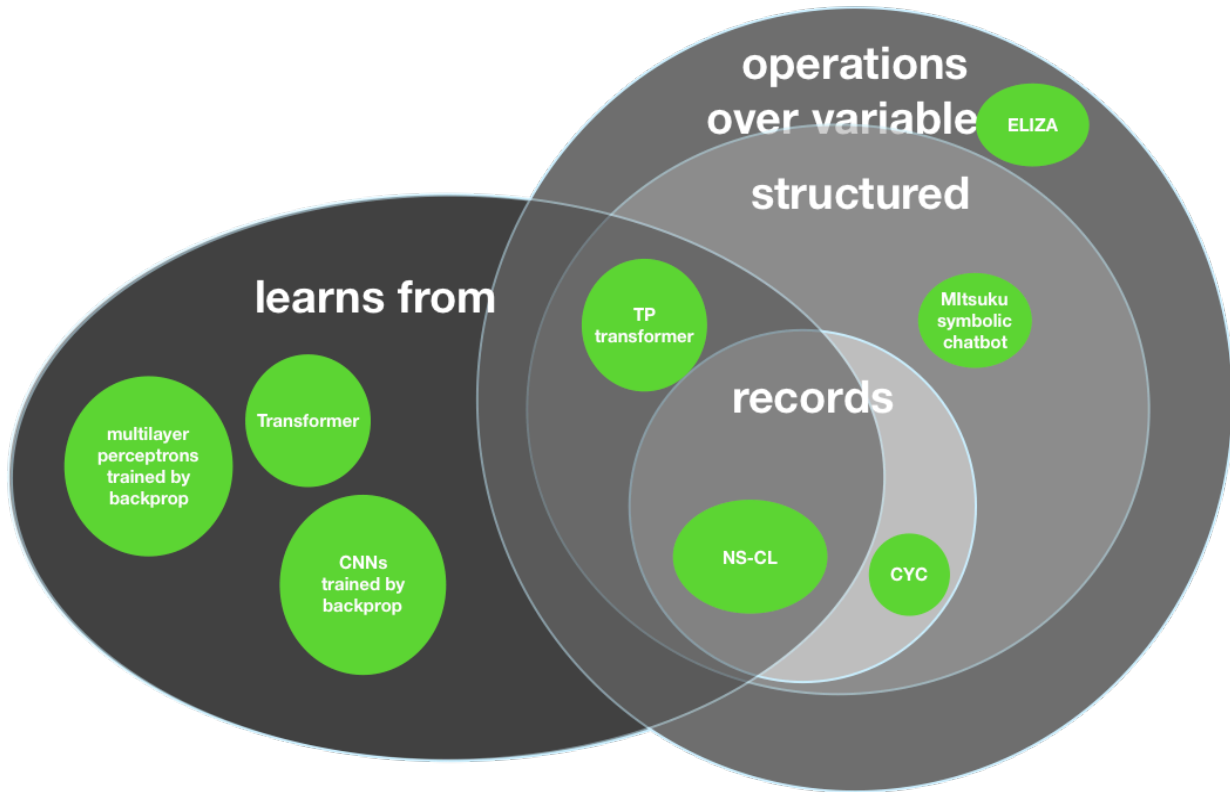 operations
over variable
ELIZA
structured
learns from
TP
transformer
MItsuku
symbolic
chatbot
records
Transformer
multilayer
perceptrons
trained by
backprop
CNNs
trained by
backprop
NS-CL
CYC